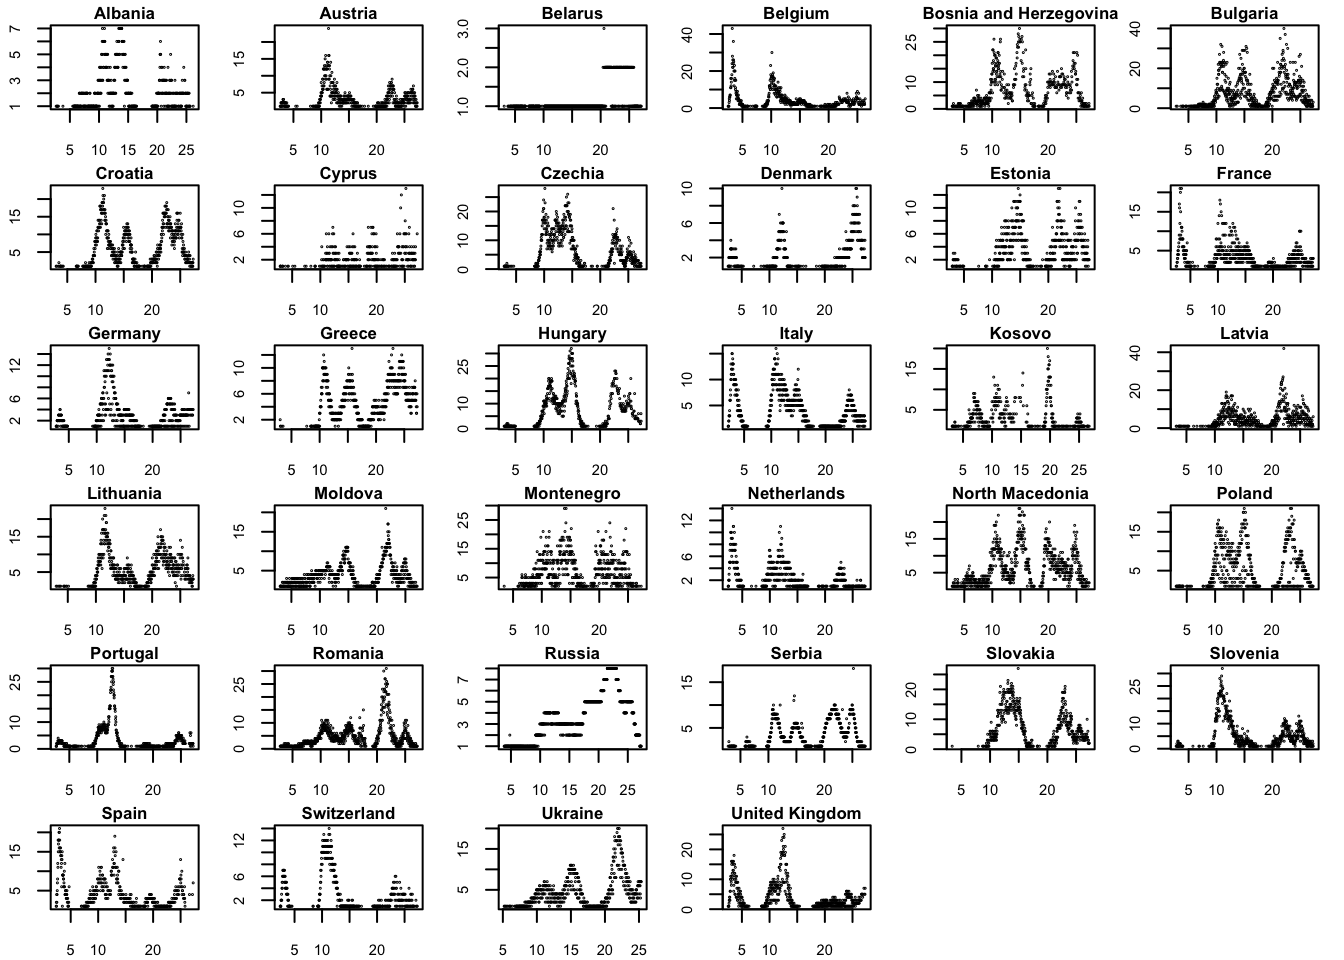 Albania Austria Belarus Belgium Bosnia and Herzegovina Bulgaria
1 3 5 7 5 15 1.0 2.0 3.0 0 20 40 0 10 25 0 20 40
5 10 15 20 25 5 10 20 5 10 20 5 10 20 5 10 20 5 10 20
Croatia Cyprus Czechia Denmark Estonia France
5 15 2 6 10 0 10 20 2 6 10 2 6 10 5 15
5 10 20 5 10 20 5 10 20 5 10 20 5 10 20 5 10 20
Germany Greece Hungary Italy Kosovo Latvia
2 6 12 2 6 10 0 10 25 5 10 5 15 0 20 40
5 10 20 5 10 20 5 10 20 5 10 20 5 10 15 20 25 5 10 20
Lithuania Moldova Montenegro Netherlands North Macedonia Poland
5 15 5 15 5 15 25 2 6 12 5 15 5 15
5 10 20 5 10 20 5 10 20 5 10 20 5 10 20 5 10 20
Portugal Romania Russia Serbia Slovakia Slovenia
0 10 25 0 10 25 1 3 5 7 5 15 0 10 20 0 10 25
5 10 20 5 10 20 5 10 15 20 25 5 10 20 5 10 20 5 10 20
Spain Switzerland Ukraine United Kingdom
5 15 2 6 12 5 15 0 10 20
5 10 20 5 10 20 5 10 15 20 25 5 10 20